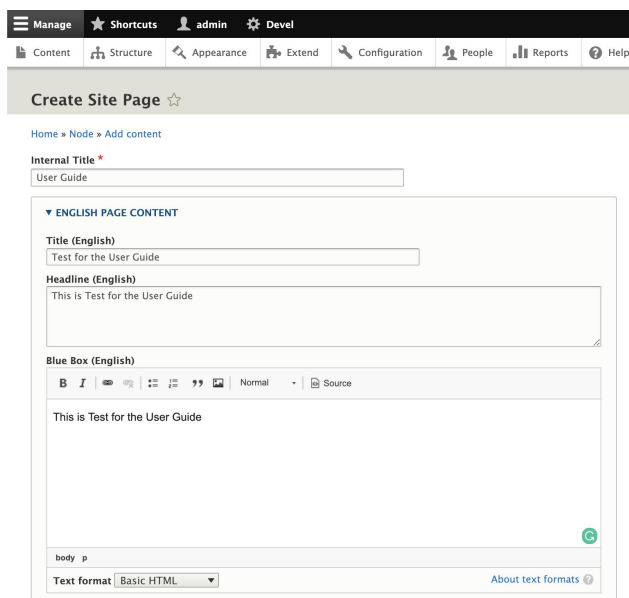 Manage Shortcuts admin Devel
Content Structure Appearance Extend Configuration People Reports Help
Create Site Page
Home » Node » Add content
Internal Title *
User Guide
▼ ENGLISH PAGE CONTENT
Title (English)
Test for the User Guide
Headline (English)
This is Test for the User Guide
Blue Box (English)
B I Normal Source
This is Test for the User Guide
body p
Text format Basic HTML About text formats